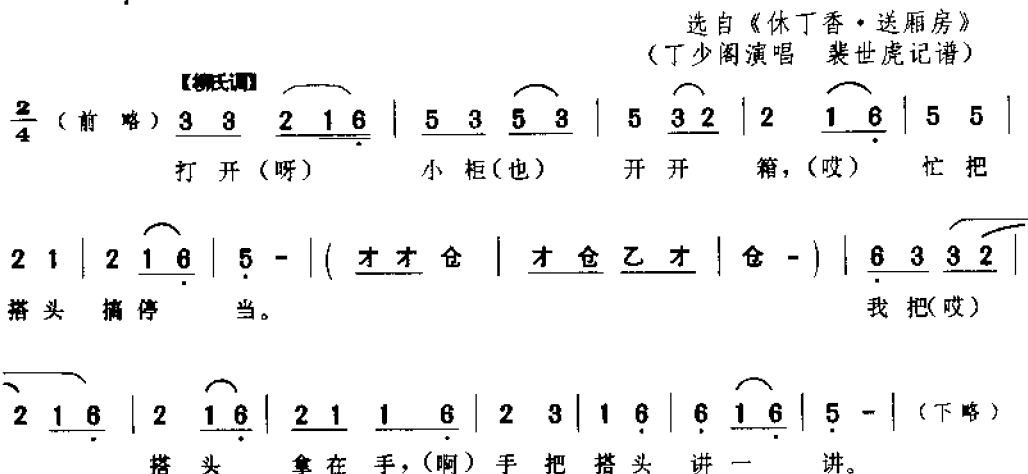 选自《休丁香·送厢房》
(丁少阁演唱 裴世虎记谱)
【柳氏调】
2/4 (前略) 3 3 2 1 6 | 5 3 5 3 | 5 3 2 | 2 1 6 | 5 5 |
打开(呀) 小柜(也) 开开箱,(哎) 忙把
2 1 | 2 1 6 | 5 - | ( 才才仓 | 才仓乙才 | 仓 - ) | 6 3 3 2 |
搭头搞停当。 我把(哎)
2 1 6 | 2 1 6 | 2 1 1 6 | 2 3 | 1 6 | 6 1 6 | 5 - | (下略)
搭头拿在手,(啊)手把搭头讲一讲。